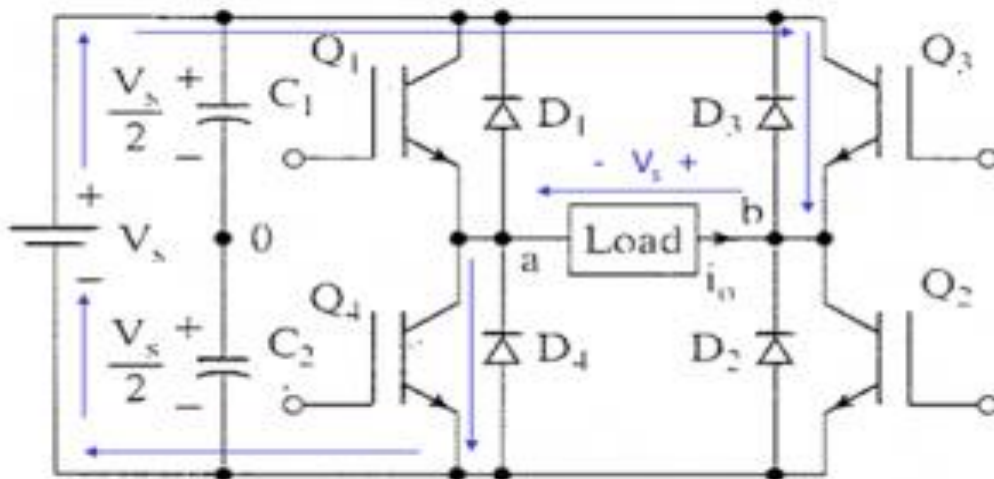 Q₁
Q₃
Vₛ/2
+
−
C₁
D₁
D₃
- Vₛ +
+
Vₛ
−
0
a
Load
b
iₒ
Q₄
Q₂
Vₛ/2
+
−
C₂
D₄
D₂